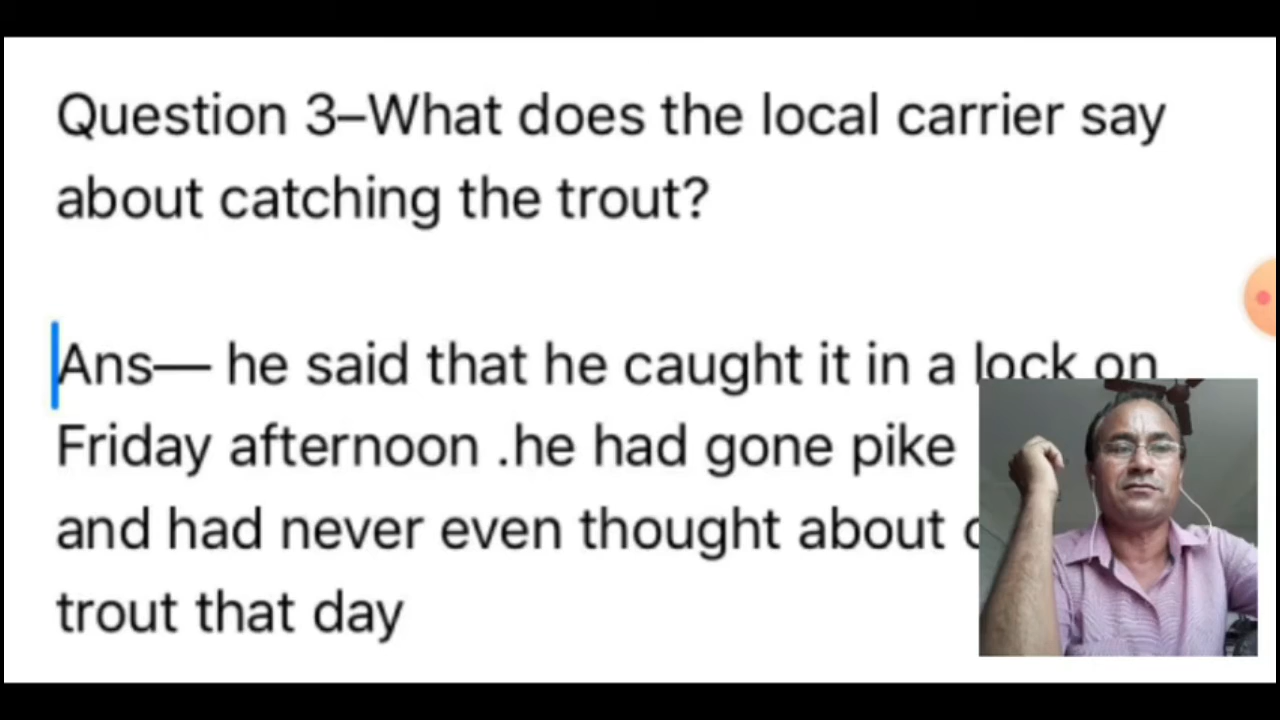 Question 3–What does the local carrier say
about catching the trout?
Ans— he said that he caught it in a lock on
Friday afternoon .he had gone pike
and had never even thought about
trout that day